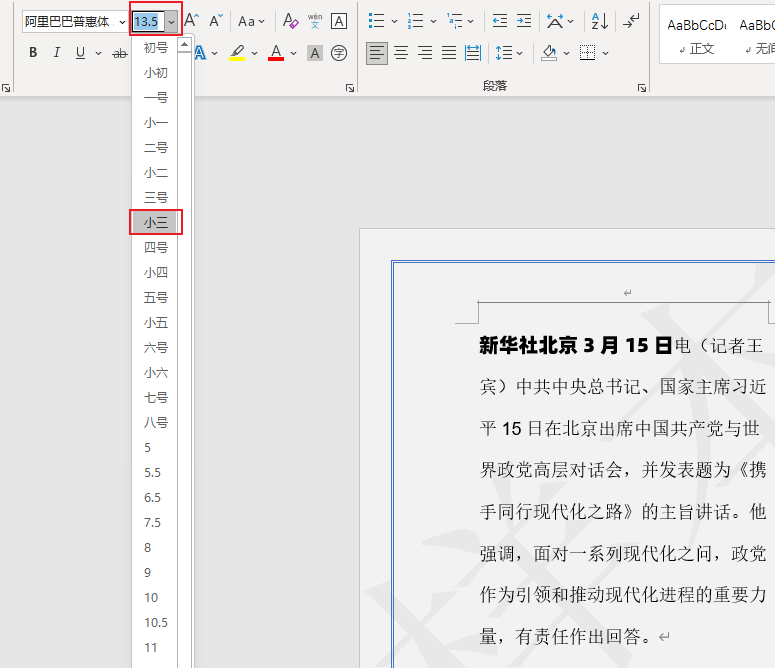 阿里巴巴普惠体 13.5 A A Aa A wén 文 A
B I U ab A A A 字
段落
AaBbCcDc AaBbC
正文 无间
初号
小初
一号
小一
二号
小二
三号
小三
四号
小四
五号
小五
六号
小六
七号
八号
5
5.5
6.5
7.5
8
9
10
10.5
11
新华社北京 3 月 15 日电（记者王
宾）中共中央总书记、国家主席习近
平 15 日在北京出席中国共产党与世
界政党高层对话会，并发表题为《携
手同行现代化之路》的主旨讲话。他
强调，面对一系列现代化之问，政党
作为引领和推动现代化进程的重要力
量，有责任作出回答。
样本